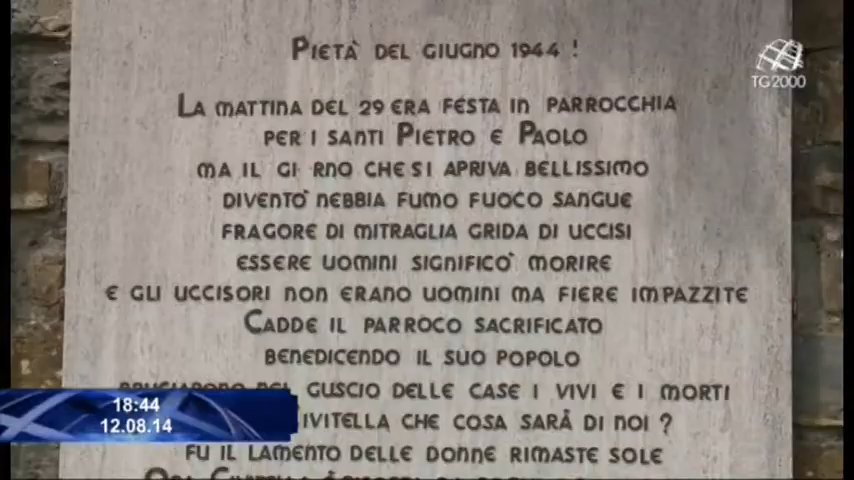 PIETÀ DEL GIUGNO 1944 !
TG2000
LA MATTINA DEL 29 ERA FESTA IN PARROCCHIA
PER I SANTI PIETRO E PAOLO
MA IL GI RNO CHE SI APRIVA BELLISSIMO
DIVENTO' NEBBIA FUMO FUOCO SANGUE
FRAGORE DI MITRAGLIA GRIDA DI UCCISI
ESSERE UOMINI SIGNIFICO' MORIRE
E GLI UCCISORI NON ERANO UOMINI MA FIERE IMPAZZITE
CADDE IL PARROCO SACRIFICATO
BENEDICENDO IL SUO POPOLO
GUSCIO DELLE CASE I VIVI E I MORTI
IVITELLA CHE COSA SARÀ DI NOI ?
FU IL LAMENTO DELLE DONNE RIMASTE SOLE
18:44
12.08.14